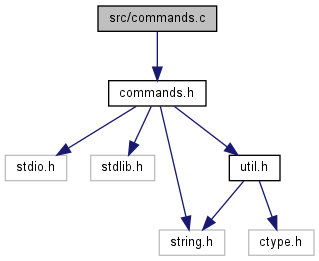 src/commands.c
commands.h
stdio.h
stdlib.h
util.h
string.h
ctype.h